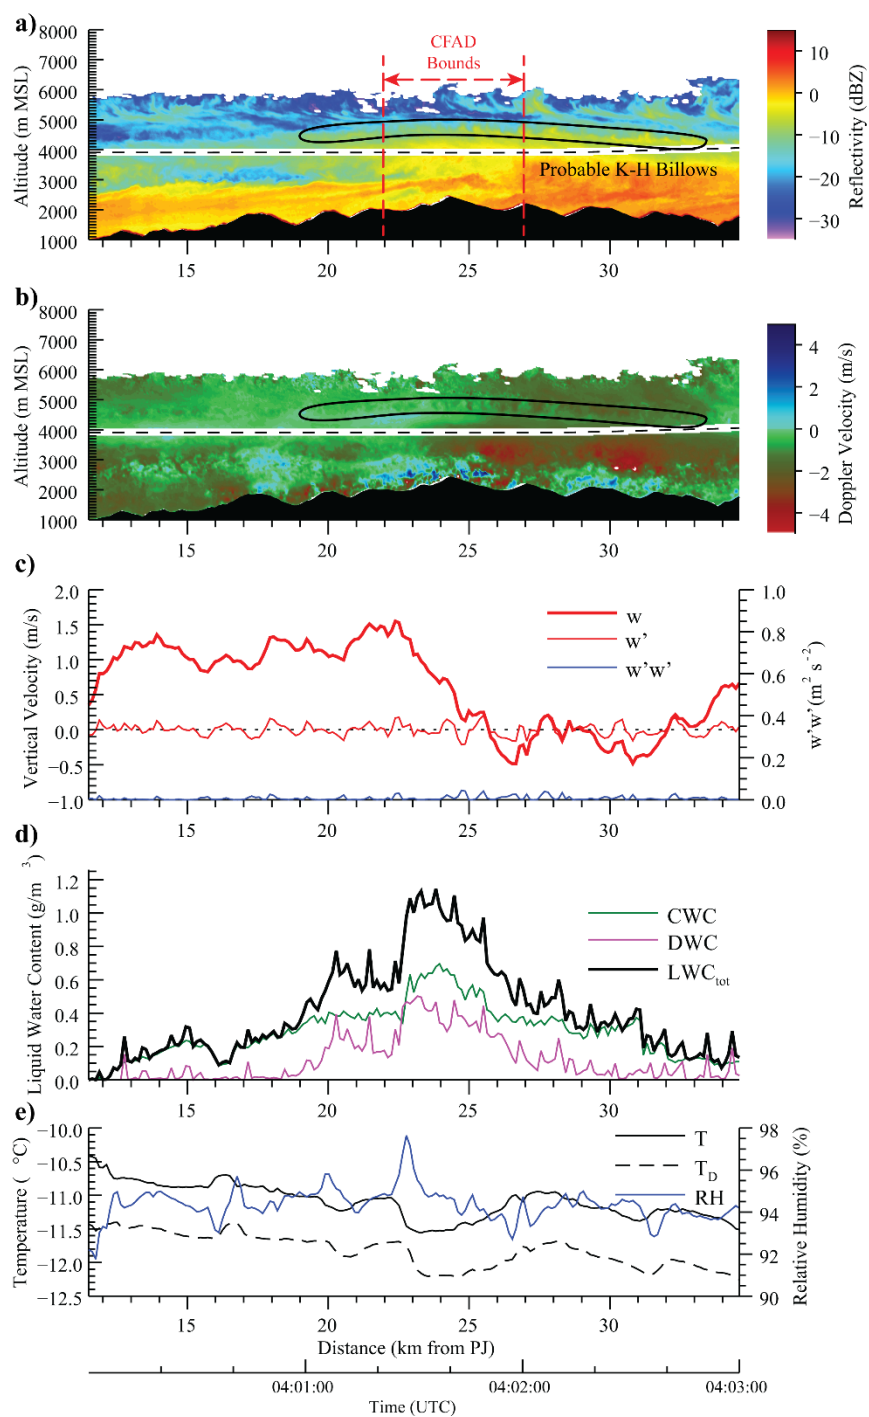 a)
CFAD
Bounds
8000
7000
6000
5000
4000
3000
2000
1000
Altitude (m MSL)
Probable K-H Billows
10
0
−10
−20
−30
Reflectivity (dBZ)
15
20
25
30
b)
8000
7000
6000
5000
4000
3000
2000
1000
Altitude (m MSL)
4
2
0
−2
−4
Doppler Velocity (m/s)
15
20
25
30
c)
2.0
1.5
1.0
0.5
0.0
−0.5
−1.0
Vertical Velocity (m/s)
w
w'
w'w'
1.0
0.8
0.6
0.4
0.2
0.0
w'w' (m² s⁻²)
15
20
25
30
d)
1.2
1.0
0.8
0.6
0.4
0.2
0.0
Liquid Water Content (g/m³)
CWC
DWC
LWCtot
15
20
25
30
e)
−10.0
−10.5
−11.0
−11.5
−12.0
−12.5
Temperature ( °C)
T
TD
RH
98
96
94
92
90
Relative Humidity (%)
15
20
25
30
Distance (km from PJ)
04:01:00
04:02:00
04:03:00
Time (UTC)